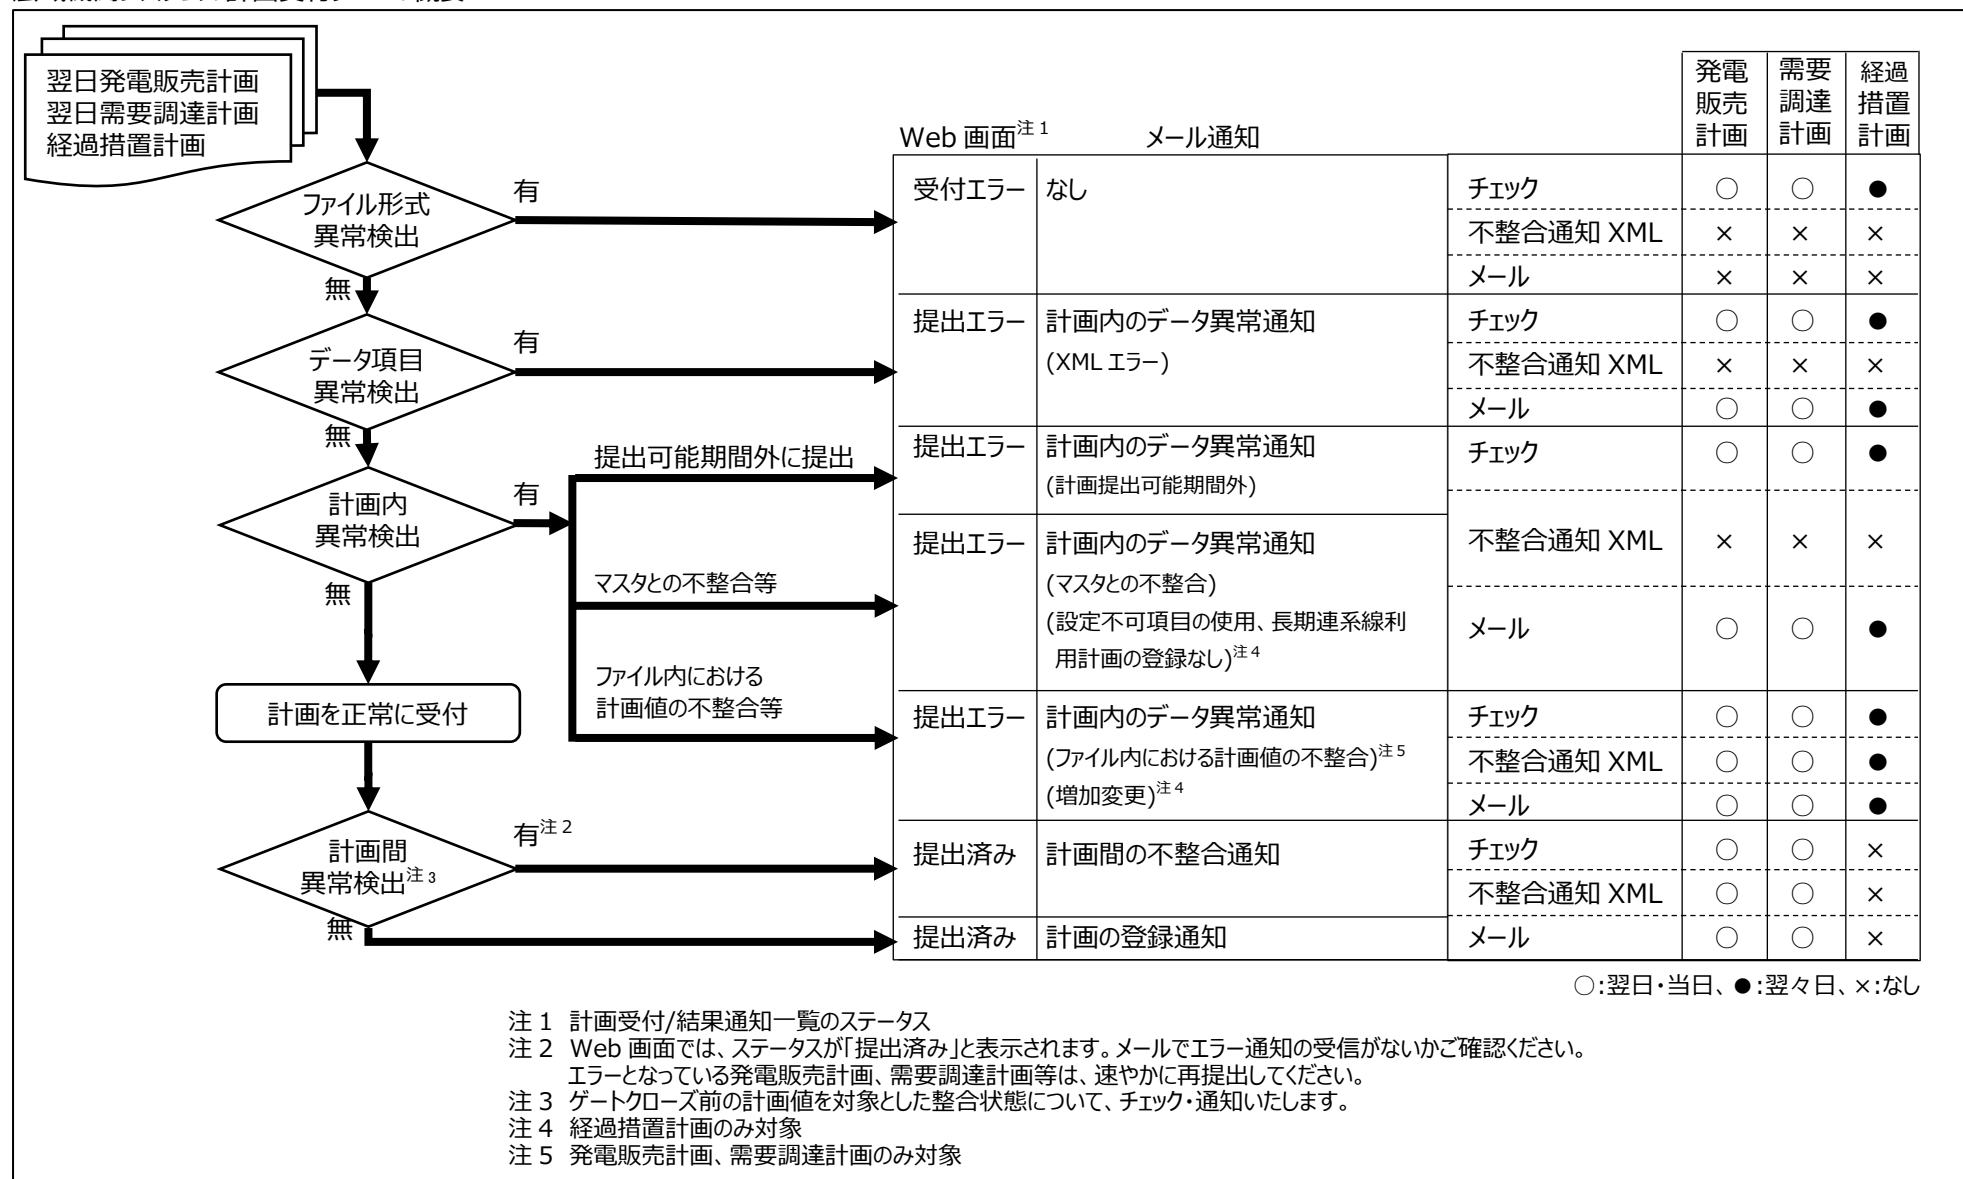 翌日発電販売計画
翌日需要調達計画
経過措置計画
ファイル形式
異常検出
有
無
データ項目
異常検出
有
無
計画内
異常検出
有
無
提出可能期間外に提出
マスタとの不整合等
ファイル内における
計画値の不整合等
計画を正常に受付
計画間
異常検出注3
有注2
無
Web 画面注1 メール通知
発電
販売
計画
需要
調達
計画
経過
措置
計画
受付エラー なし
チェック ○ ○ ●
不整合通知 XML × × ×
メール × × ×
提出エラー 計画内のデータ異常通知
(XML エラー)
チェック ○ ○ ●
不整合通知 XML × × ×
メール ○ ○ ●
提出エラー 計画内のデータ異常通知
(計画提出可能期間外)
チェック ○ ○ ●
提出エラー 計画内のデータ異常通知
(マスタとの不整合)
(設定不可項目の使用、長期連系線利
用計画の登録なし)注4
不整合通知 XML × × ×
メール ○ ○ ●
提出エラー 計画内のデータ異常通知
(ファイル内における計画値の不整合)注5
(増加変更)注4
チェック ○ ○ ●
不整合通知 XML ○ ○ ●
メール ○ ○ ●
提出済み 計画間の不整合通知
チェック ○ ○ ×
不整合通知 XML ○ ○ ×
提出済み 計画の登録通知
メール ○ ○ ×
○:翌日・当日、●:翌々日、×:なし
注1 計画受付/結果通知一覧のステータス
注2 Web 画面では、ステータスが「提出済み」と表示されます。メールでエラー通知の受信がないかご確認ください。
エラーとなっている発電販売計画、需要調達計画等は、速やかに再提出してください。
注3 ゲートクローズ前の計画値を対象とした整合状態について、チェック・通知いたします。
注4 経過措置計画のみ対象
注5 発電販売計画、需要調達計画のみ対象